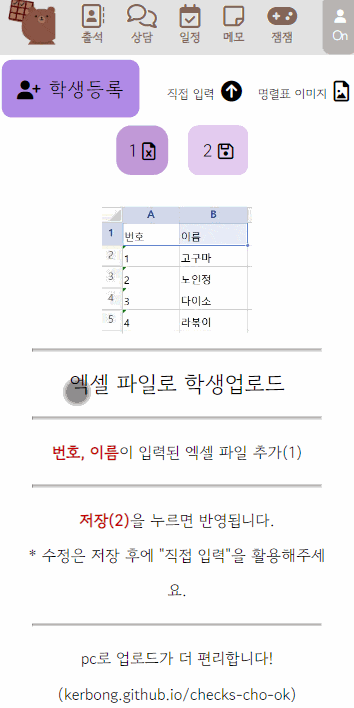 출석 상담 일정 메모 잼잼 On
학생등록 직접 입력 명렬표 이미지
1 2
A B
1 번호 이름
2 1 고구마
3 2 노인정
4 3 다이소
5 4 라볶이
엑셀 파일로 학생업로드
번호, 이름이 입력된 엑셀 파일 추가(1)
저장(2)을 누르면 반영됩니다.
* 수정은 저장 후에 "직접 입력"을 활용해주세
요.
pc로 업로드가 더 편리합니다!
(kerbong.github.io/checks-cho-ok)